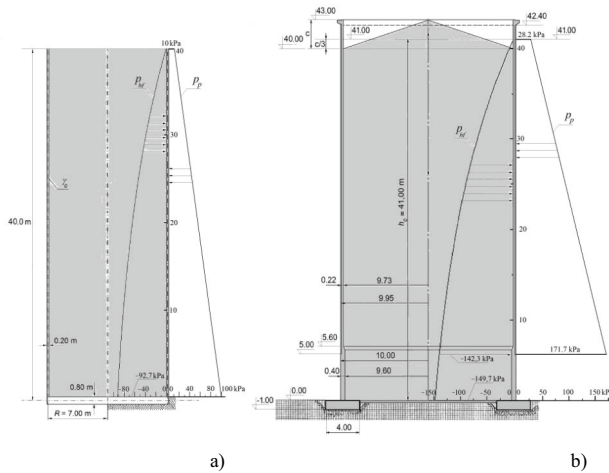 10 kPa
40
p_hf
p_p
30
40.0 m
20
10
0.20 m
0.80 m
-92,7 kPa
-80 -40 0
0
100 kPa
R = 7.00 m
a)
43.00
42.40
c
41.00
41.00
40.00
c/3
28.2 kPa
40
p_hf
p_p
30
h_c = 41,00 m
20
0.22
9.73
9.95
10
5.60
5.00
171.7 kPa
-142,3 kPa
10.00
0.40
9.60
0.00
-150 -100 -50 0
0 50 100 150 kPa
-149,7 kPa
-1.00
4.00
b)